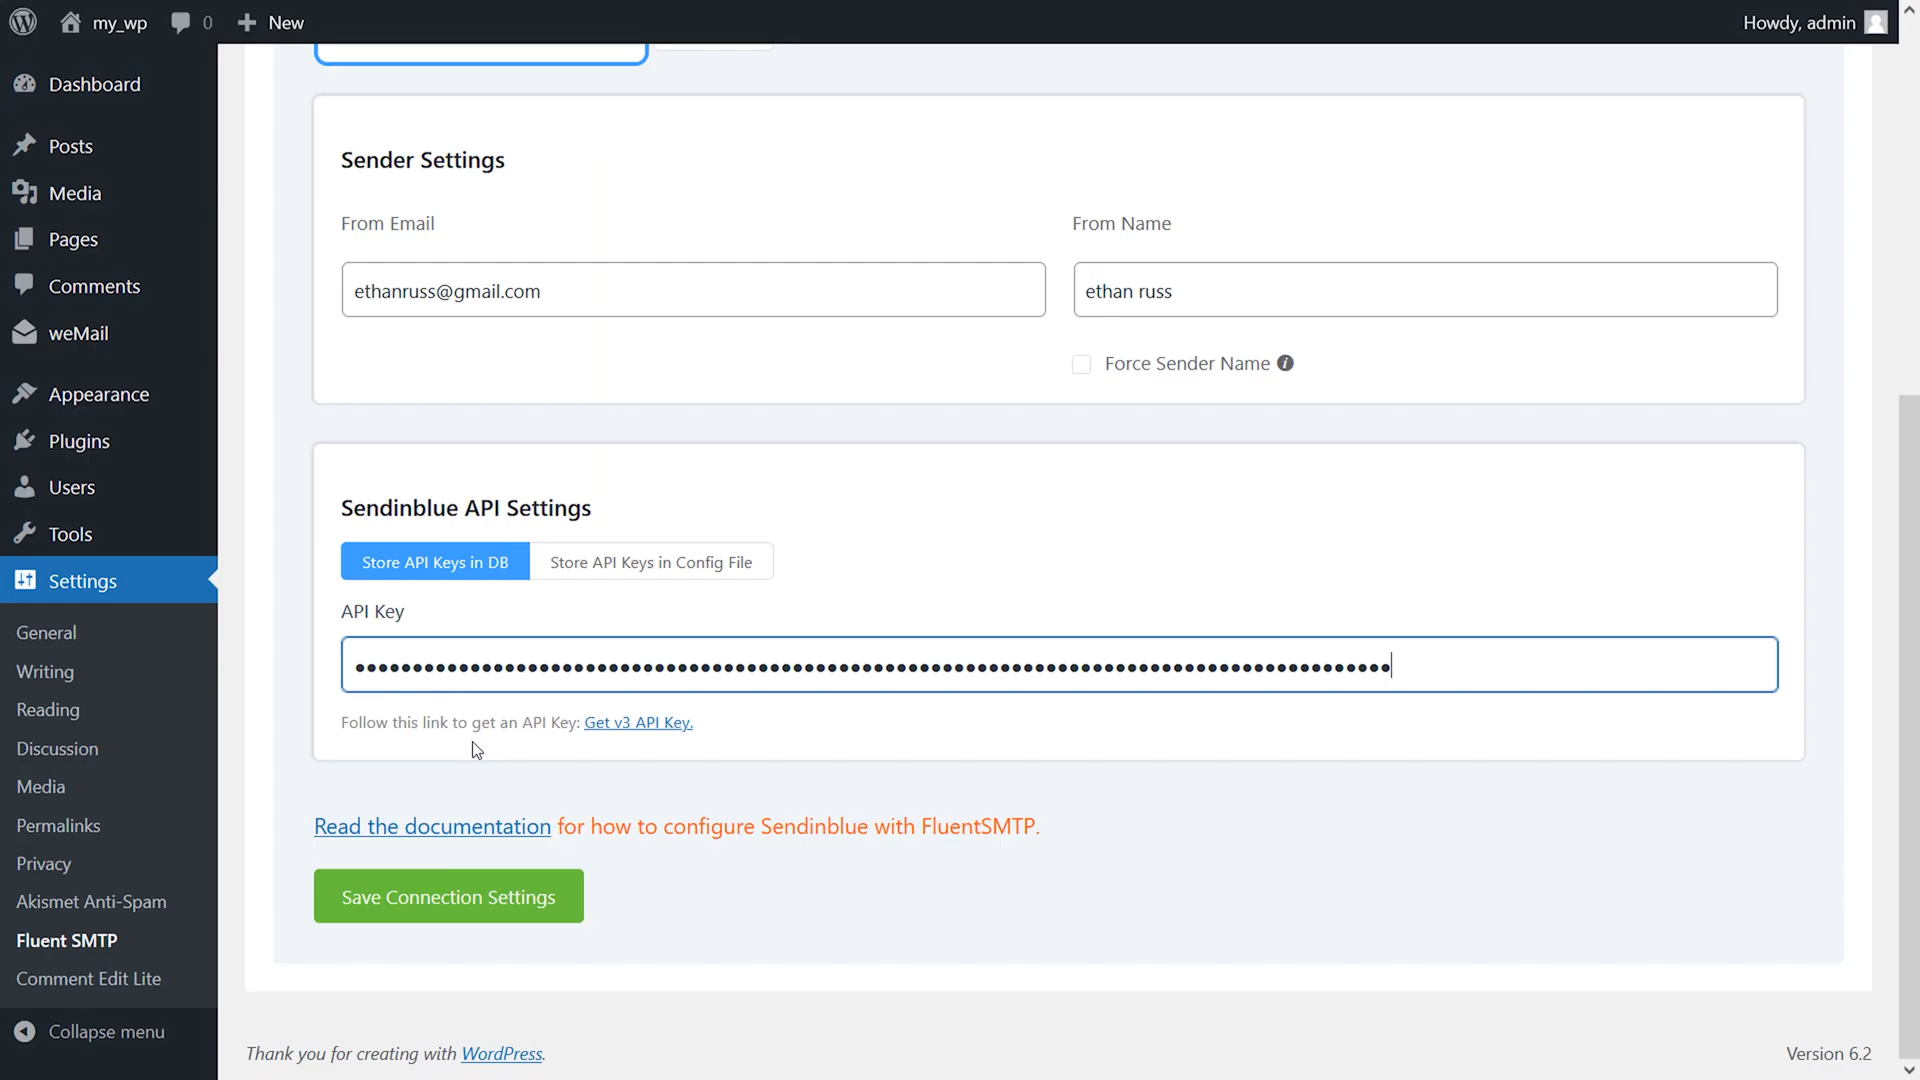 my_wp
0
New
Howdy, admin
Dashboard
Posts
Media
Pages
Comments
weMail
Appearance
Plugins
Users
Tools
Settings
General
Writing
Reading
Discussion
Media
Permalinks
Privacy
Akismet Anti-Spam
Fluent SMTP
Comment Edit Lite
Collapse menu
Sender Settings
From Email
From Name
ethanruss@gmail.com
ethan russ
Force Sender Name
Sendinblue API Settings
Store API Keys in DB
Store API Keys in Config File
API Key
Follow this link to get an API Key: Get v3 API Key.
Read the documentation for how to configure Sendinblue with FluentSMTP.
Save Connection Settings
Thank you for creating with WordPress.
Version 6.2